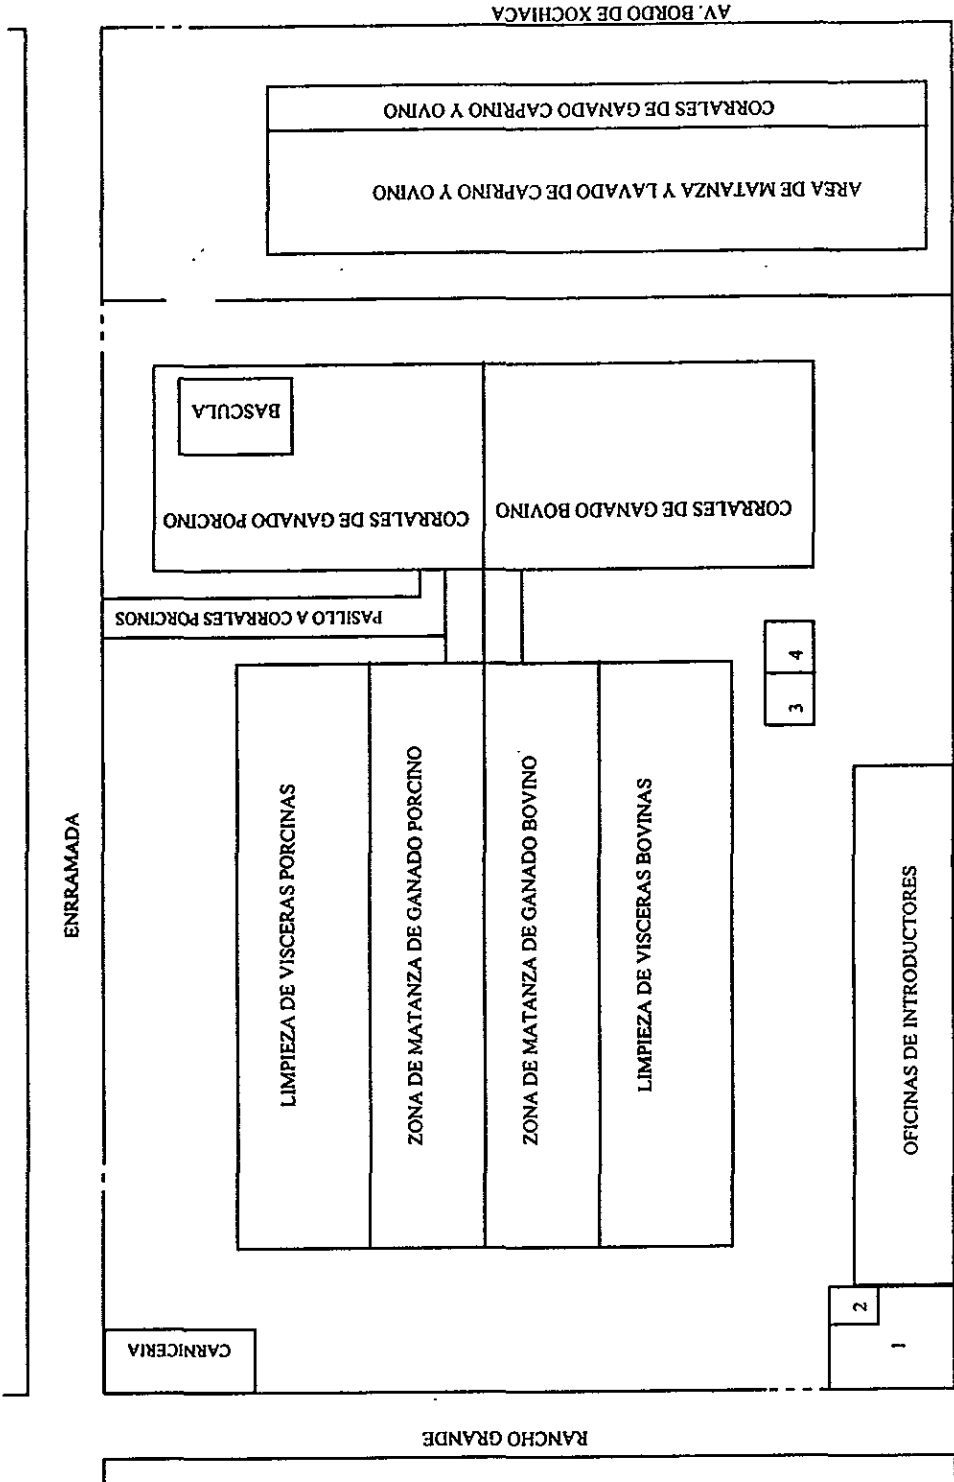 AV. BORDO DE XOCHIACA
CORRALES DE GANADO CAPRINO Y OVINO
AREA DE MATANZA Y LAVADO DE CAPRINO Y OVINO
BASCULA
CORRALES DE GANADO PORCINO
CORRALES DE GANADO BOVINO
PASILLO A CORRALES PORCINOS
4
3
ENRRAMADA
LIMPIEZA DE VISCERAS PORCINAS
ZONA DE MATANZA DE GANADO PORCINO
ZONA DE MATANZA DE GANADO BOVINO
LIMPIEZA DE VISCERAS BOVINAS
OFICINAS DE INTRODUCTORES
2
1
CARNICERIA
RANCHO GRANDE